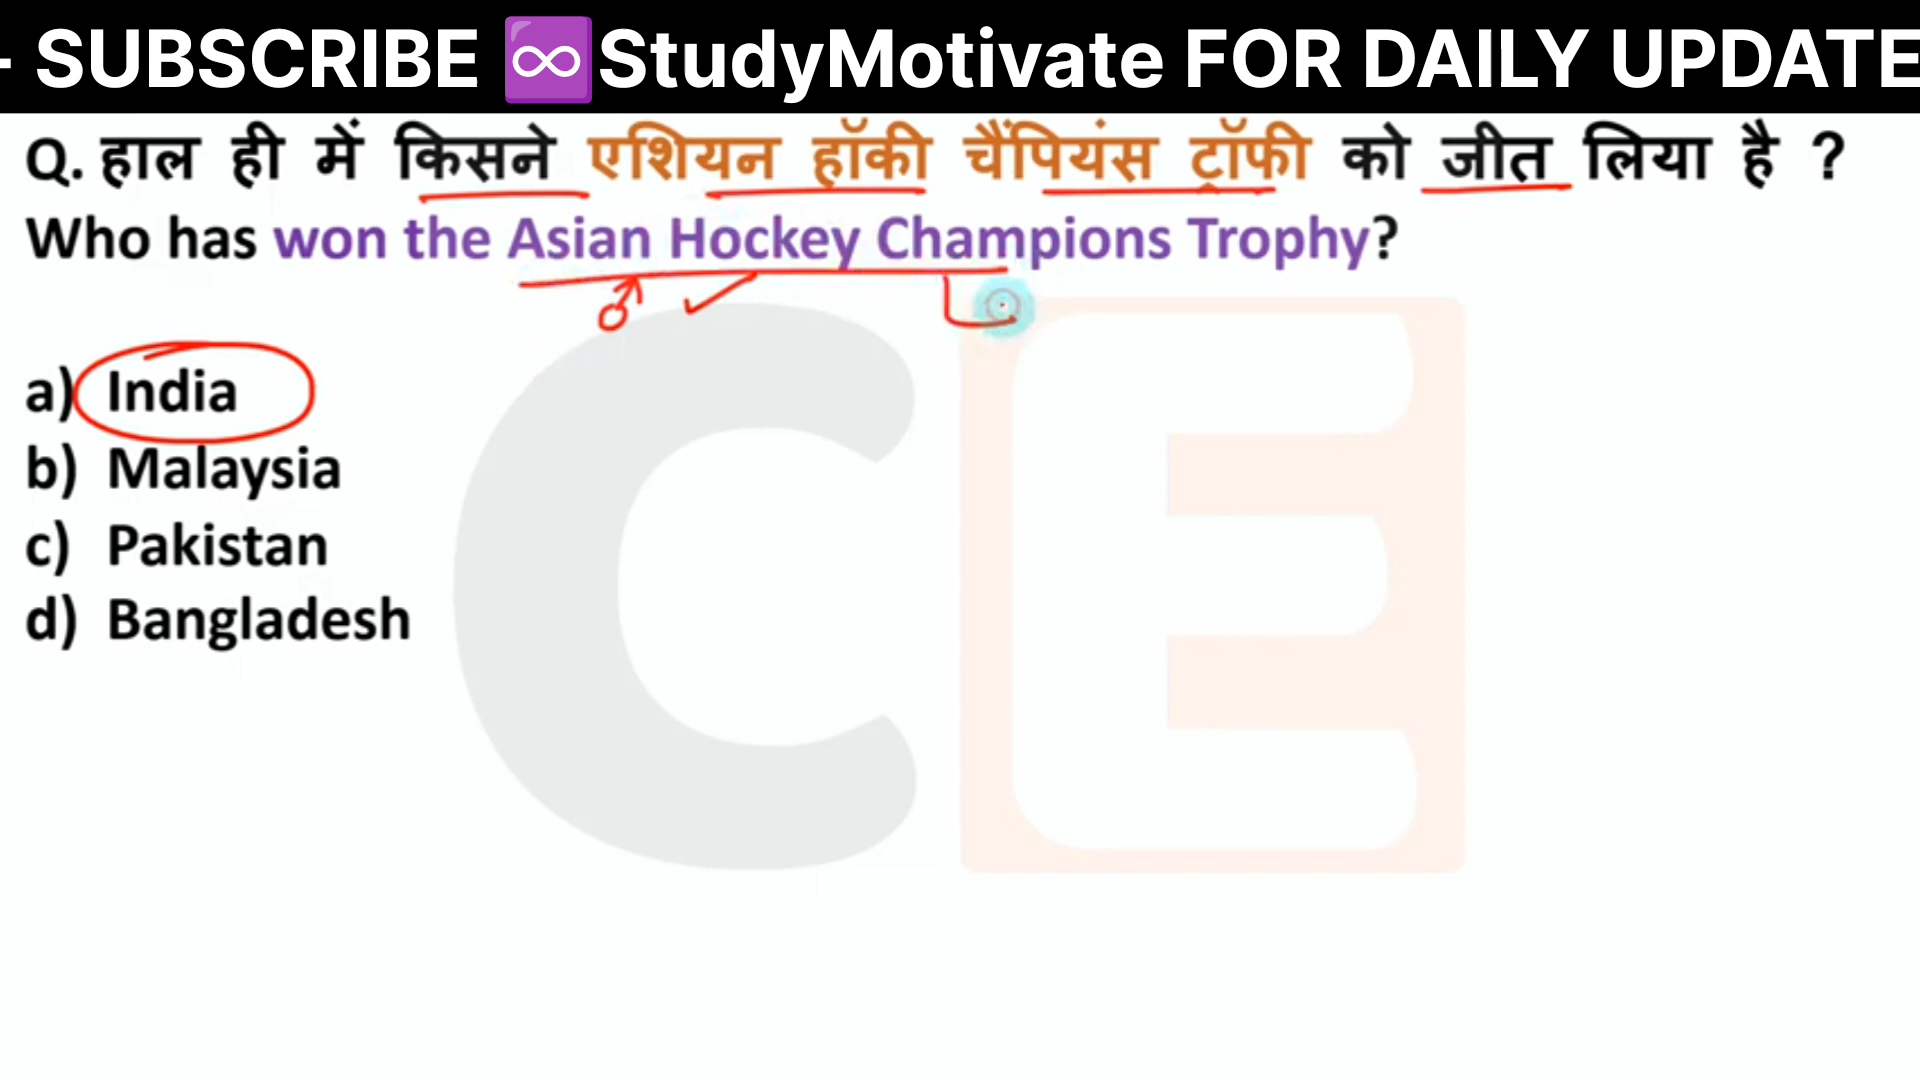 - SUBSCRIBE ♾️StudyMotivate FOR DAILY UPDATE
Q. हाल ही में किसने एशियन हॉकी चैंपियंस ट्रॉफी को जीत लिया है ?
Who has won the Asian Hockey Champions Trophy?
a) India
b) Malaysia
c) Pakistan
d) Bangladesh
CE